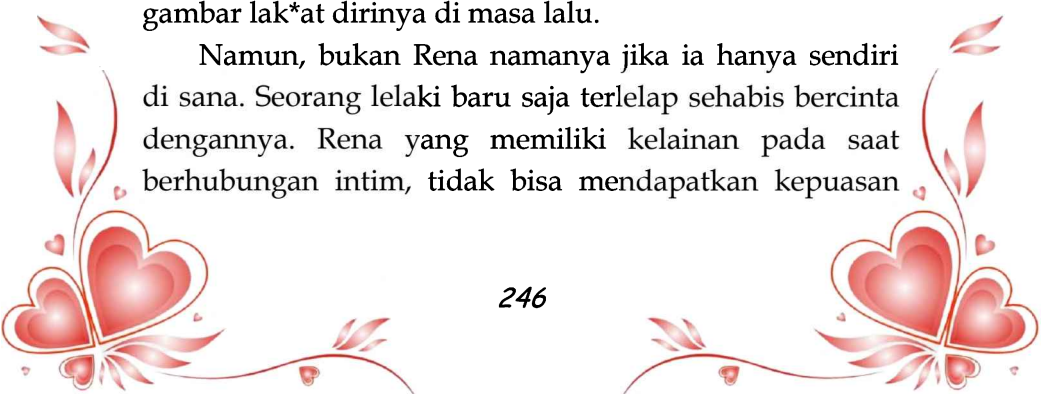 gambar lak*at dirinya di masa lalu.
Namun, bukan Rena namanya jika ia hanya sendiri
di sana. Seorang lelaki baru saja terlelap sehabis bercinta
dengannya. Rena yang memiliki kelainan pada saat
berhubungan intim, tidak bisa mendapatkan kepuasan
246